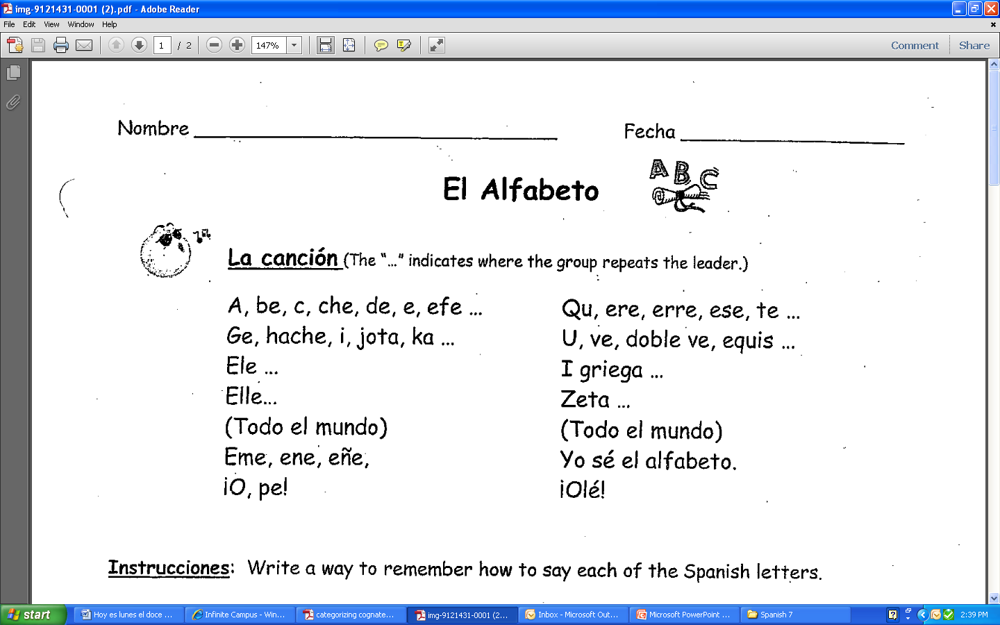 img-9121431-0001 (2).pdf - Adobe Reader
File Edit View Window Help
1 / 2 147% Comment Share
Nombre Fecha
A B C
El Alfabeto
La canción (The "..." indicates where the group repeats the leader.)
A, be, c, che, de, e, efe ...
Ge, hache, i, jota, ka ...
Ele ...
Elle...
(Todo el mundo)
Eme, ene, eñe,
¡O, pe!
Qu, ere, erre, ese, te ...
U, ve, doble ve, equis ...
I griega ...
Zeta ...
(Todo el mundo)
Yo sé el alfabeto.
¡Olé!
Instrucciones: Write a way to remember how to say each of the Spanish letters.
start Hoy es lunes el doce ... Infinite Campus - Win... categorizing cognate... img-9121431-0001 (2... Inbox - Microsoft Out... Microsoft PowerPoint ... Spanish 7 2:39 PM